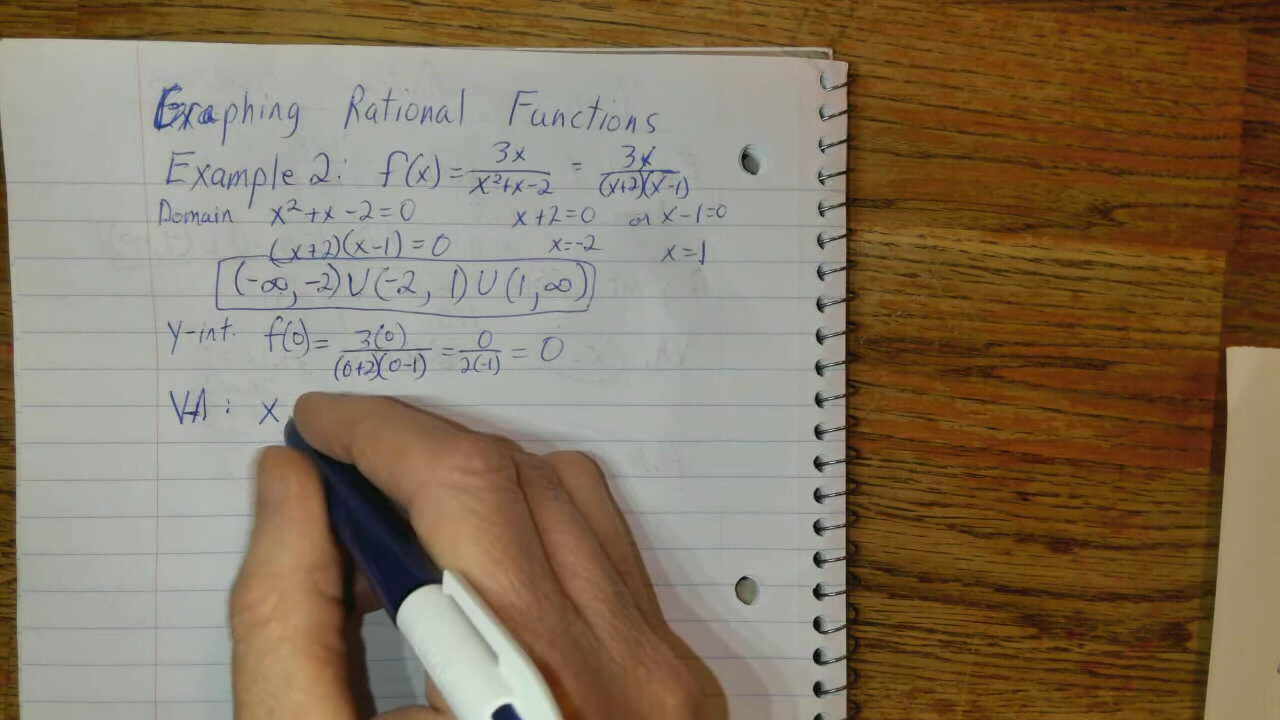 Graphing Rational Functions
Example 2: f(x) = 3x/(x²+x-2) = 3x/((x+2)(x-1))
Domain x²+x-2=0 x+2=0 or x-1=0
(x+2)(x-1)=0 x=-2 x=1
(-∞,-2)∪(-2, 1)∪(1,∞)
Y-int. f(0)= 3(0)/((0+2)(0-1)) = 0/(2(-1)) = 0
VA: x